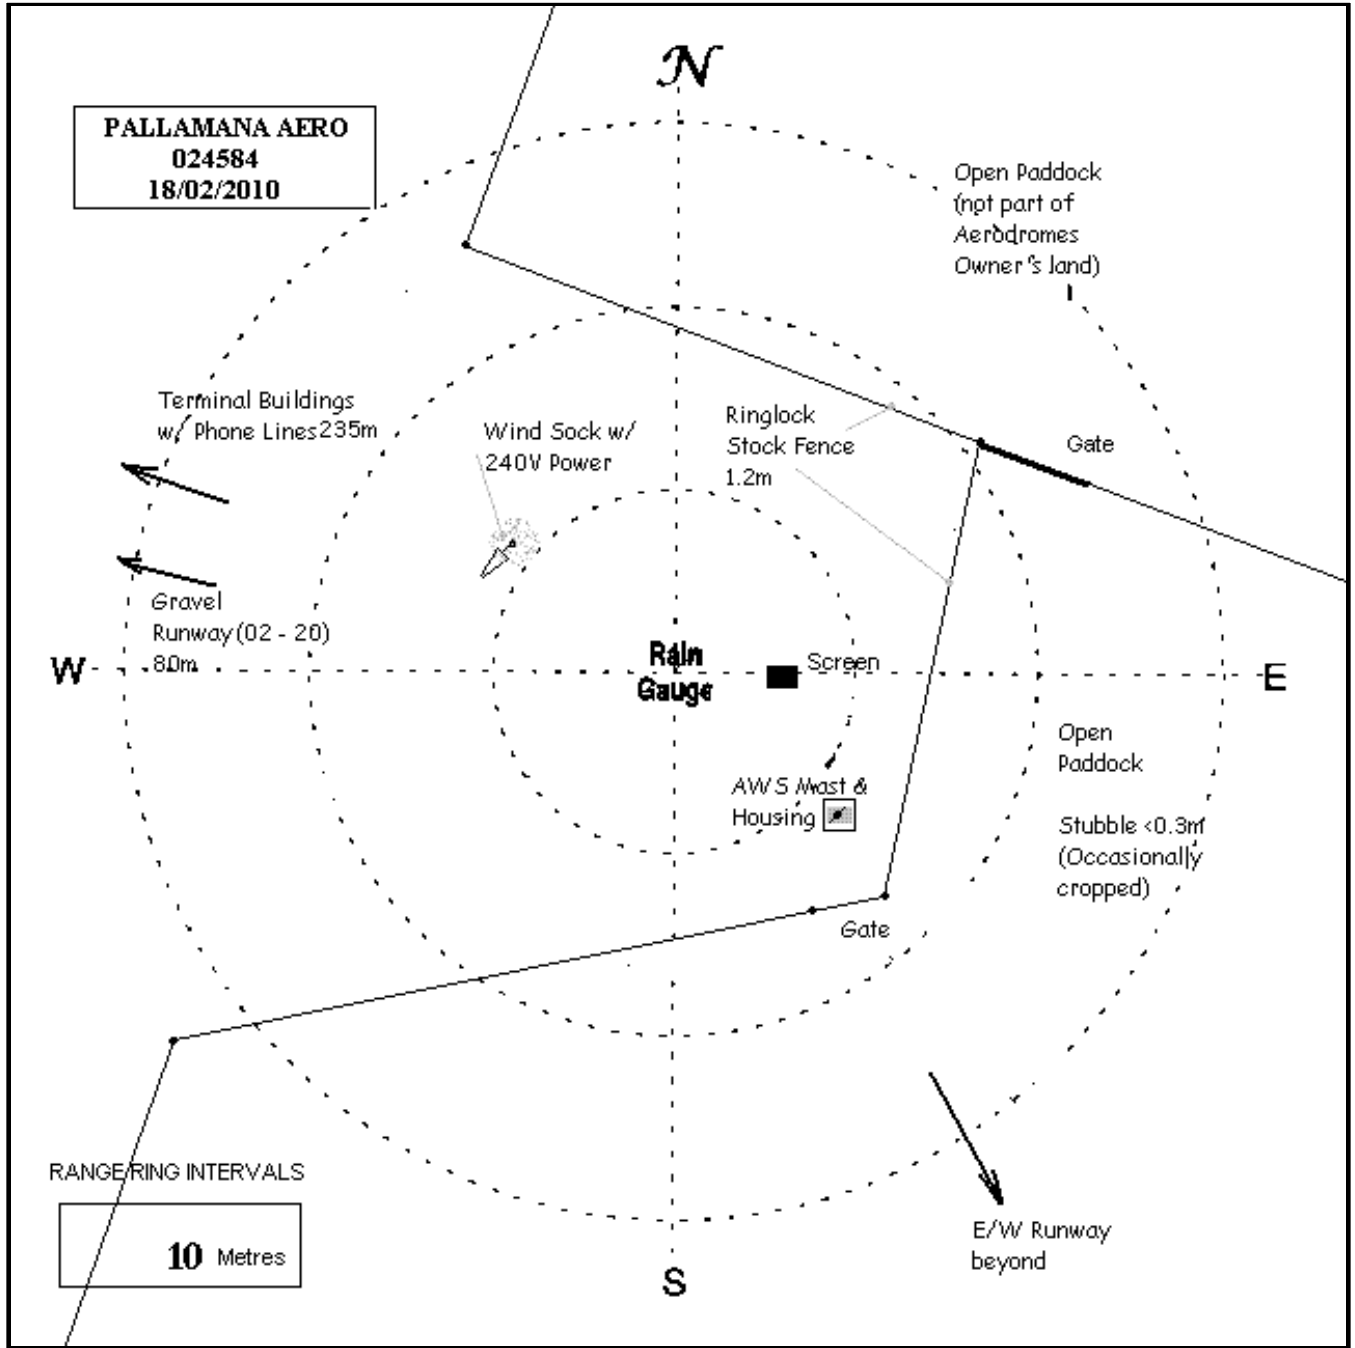 N
PALLAMANA AERO
024584
18/02/2010
Open Paddock
(not part of
Aerodromes
Owner's land)
Terminal Buildings
w/ Phone Lines 235m
Wind Sock w/
240V Power
Ringlock
Stock Fence
1.2m
Gate
Gravel
Runway (02 - 20)
80m
W
Rain
Gauge
Screen
E
Open
Paddock
AWS Mast &
Housing
Stubble <0.3m
(Occasionally
cropped)
Gate
RANGE RING INTERVALS
10 Metres
E/W Runway
beyond
S